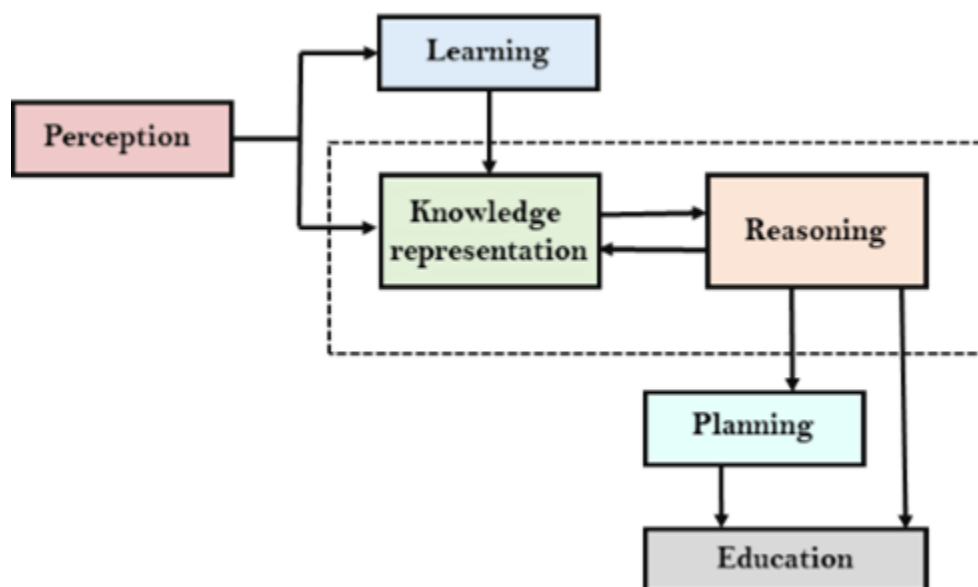 Learning
Perception
Knowledge
representation
Reasoning
Planning
Education